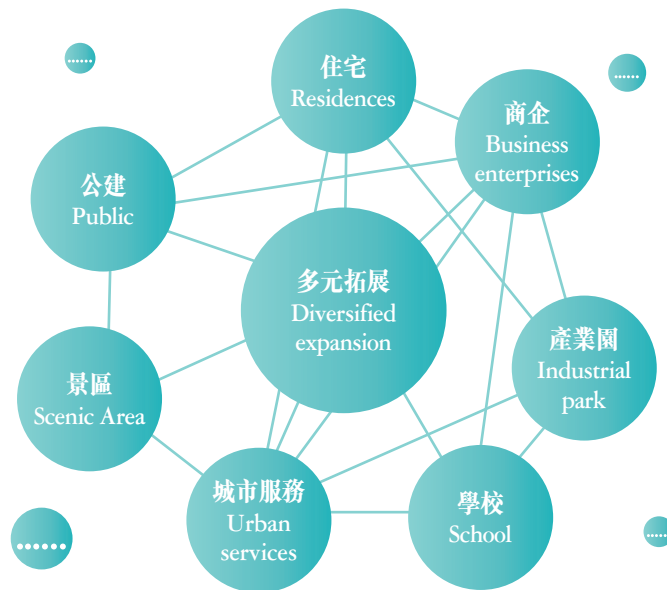 ......
住宅
Residences
......
商企
Business
enterprises
公建
Public
多元拓展
Diversified
expansion
產業園
Industrial
park
景區
Scenic Area
城市服務
Urban
services
學校
School
......
......